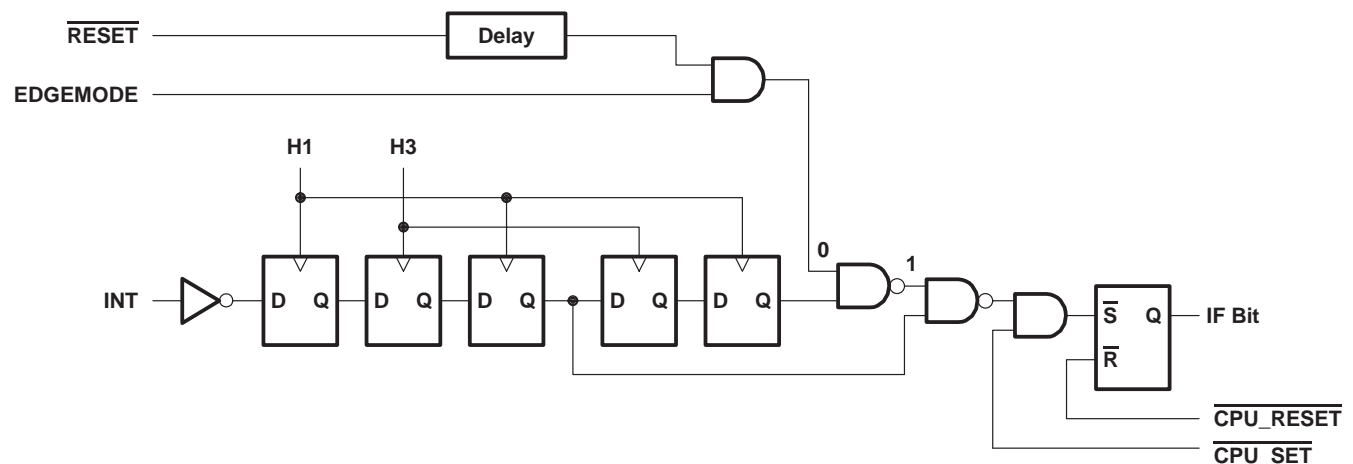 RESET
Delay
EDGEMODE
H1 H3
0
1
INT
D Q D Q D Q D Q D Q
S Q
IF Bit
R
CPU_RESET
CPU_SET